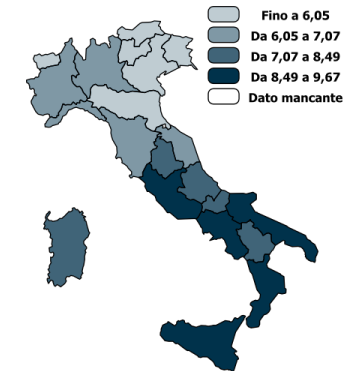 Fino a 6,05
Da 6,05 a 7,07
Da 7,07 a 8,49
Da 8,49 a 9,67
Dato mancante